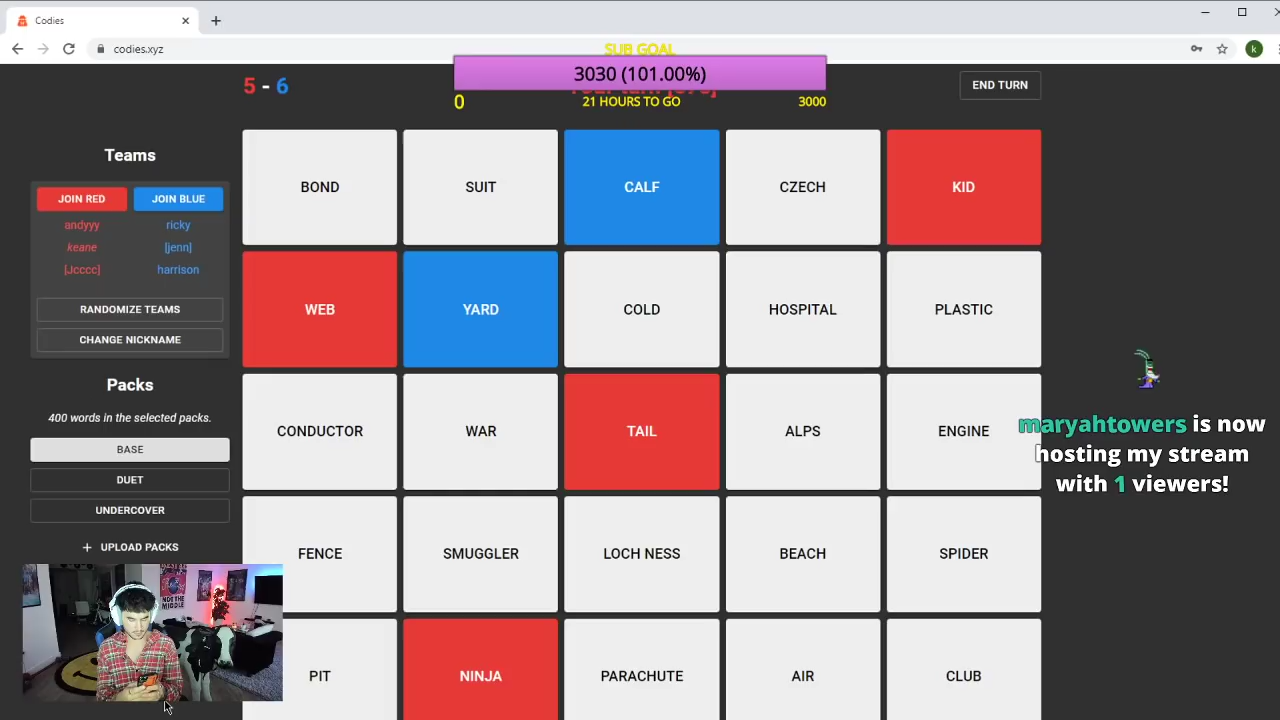 Codies
codies.xyz
k
SUB GOAL
3030 (101.00%)
0
21 HOURS TO GO
3000
5 - 6
END TURN
Teams
JOIN RED
JOIN BLUE
andyyy
ricky
keane
[jenn]
[Jcccc]
harrison
RANDOMIZE TEAMS
CHANGE NICKNAME
Packs
400 words in the selected packs.
BASE
DUET
UNDERCOVER
+ UPLOAD PACKS
BOND
SUIT
CALF
CZECH
KID
WEB
YARD
COLD
HOSPITAL
PLASTIC
CONDUCTOR
WAR
TAIL
ALPS
ENGINE
FENCE
SMUGGLER
LOCH NESS
BEACH
SPIDER
PIT
NINJA
PARACHUTE
AIR
CLUB
maryahtowers is now
hosting my stream
with 1 viewers!